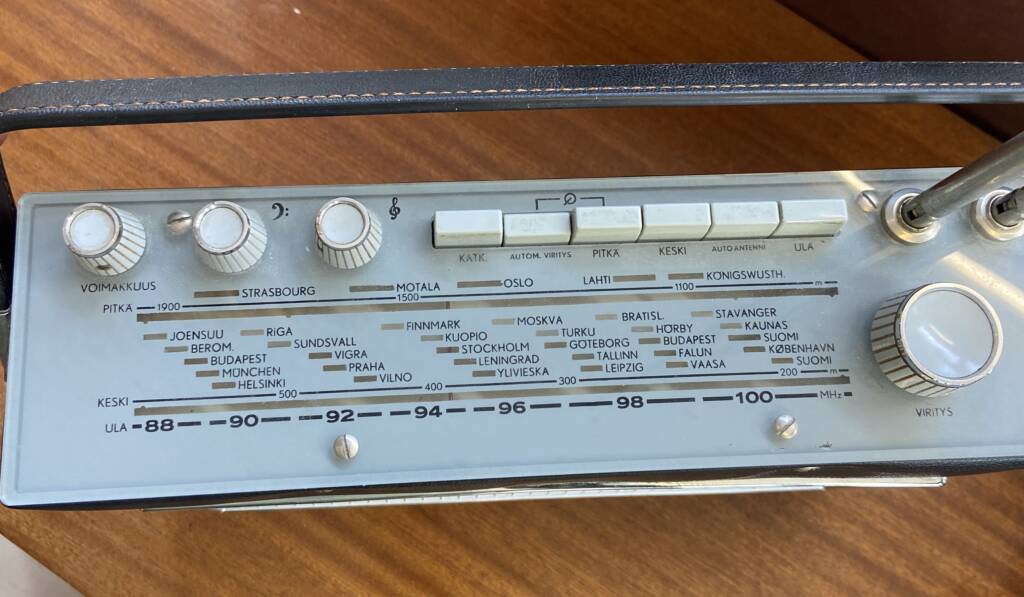 KATK. AUTOM. VIRITYS PITKÄ KESKI AUTO ANTENNI ULA
VOIMAKKUUS
STRASBOURG MOTALA OSLO LAHTI KÖNIGSWUSTH.
PITKÄ 1900 1500 1100 m
JOENSUU RIGA FINNMARK MOSKVA BRATISL. STAVANGER
BEROM. SUNDSVALL KUOPIO TURKU HÖRBY KAUNAS
BUDAPEST VIGRA STOCKHOLM GÖTEBORG BUDAPEST SUOMI
MÜNCHEN PRAHA LENINGRAD TALLINN FALUN KØBENHAVN
HELSINKI VILNO YLIVIESKA LEIPZIG VAASA SUOMI
KESKI 500 400 300 200 m
ULA 88 90 92 94 96 98 100 MHz
VIRITYS